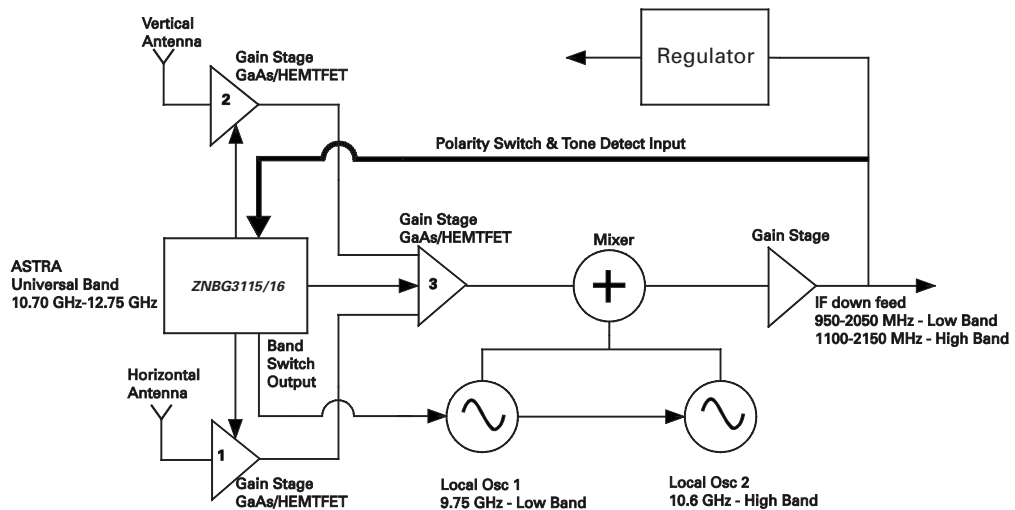 Vertical
Antenna
Gain Stage
GaAs/HEMTFET
2
Regulator
Polarity Switch & Tone Detect Input
Gain Stage
GaAs/HEMTFET
3
Mixer
+
Gain Stage
ASTRA
Universal Band
10.70 GHz-12.75 GHz
ZNBG3115/16
IF down feed
950-2050 MHz - Low Band
1100-2150 MHz - High Band
Band
Switch
Output
Horizontal
Antenna
1
Gain Stage
GaAs/HEMTFET
Local Osc 1
9.75 GHz - Low Band
Local Osc 2
10.6 GHz - High Band